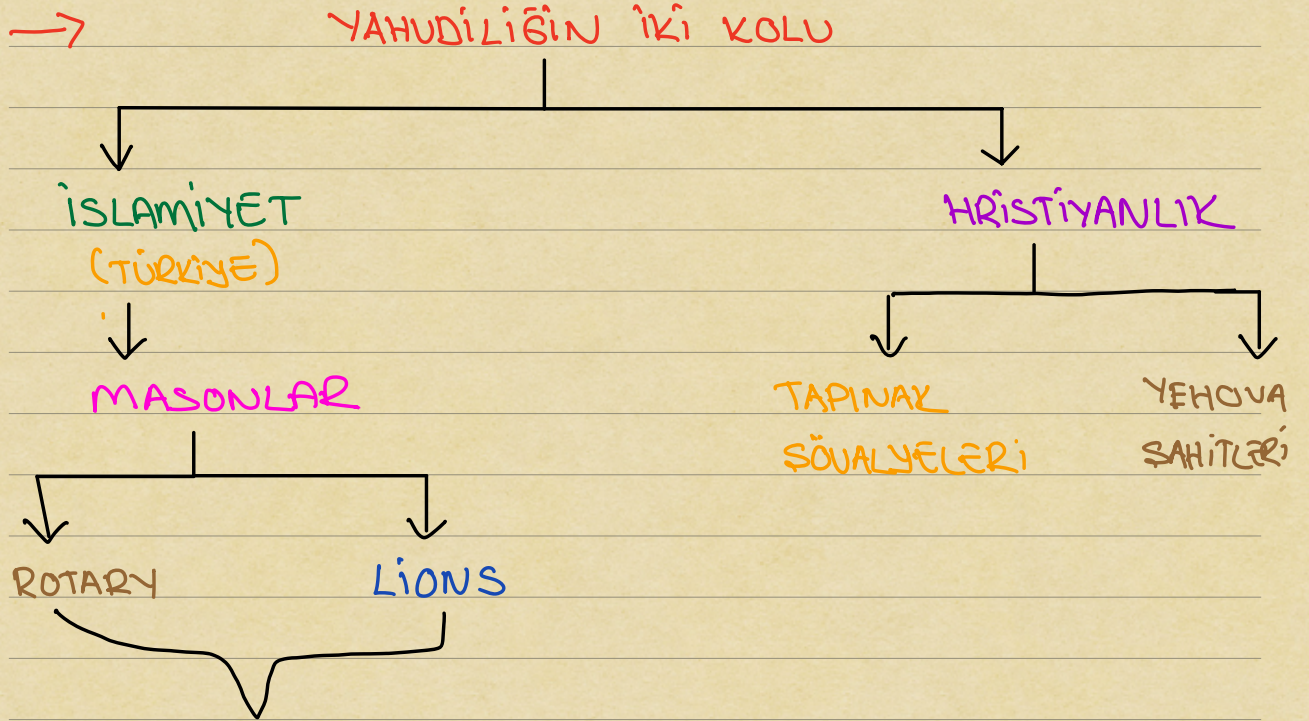 YAHUDİLİĞİN İKİ KOLU
İSLAMİYET
(TÜRKİYE)
HRİSTİYANLIK
MASONLAR
TAPINAK
ŞÖVALYELERİ
YEHOVA
ŞAHİTLERİ
ROTARY
LİONS